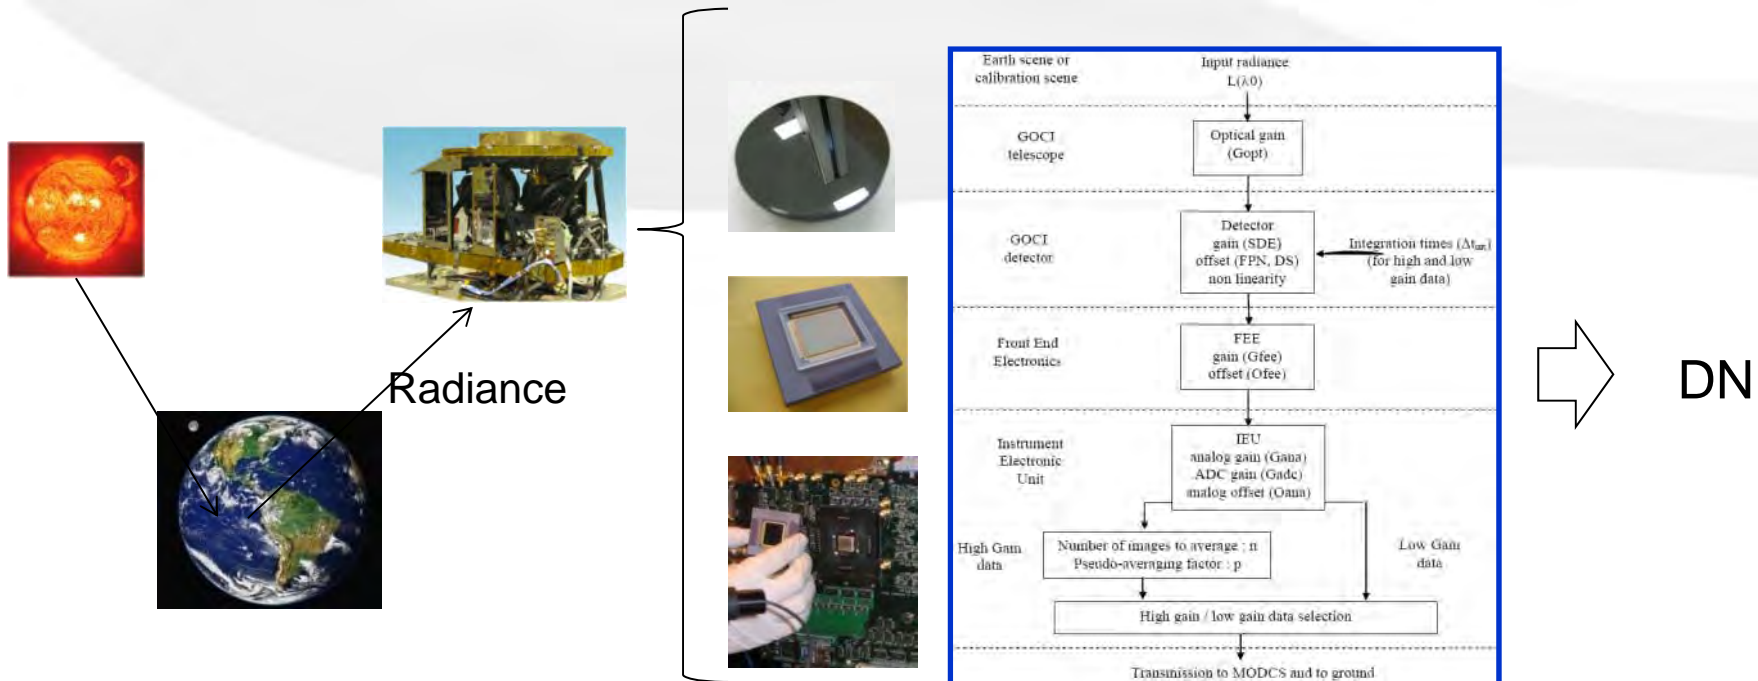 Radiance
Earth scene or
calibration scene
Input radiance
L(λ0)
GOCI
telescope
Optical gain
(Gopt)
GOCI
detector
Detector
gain (SDE)
offset (FPN, DS)
non linearity
Integration times (Δt
(for high and low
gain data)
Front End
Electronics
FEE
gain (Gfee)
offset (Ofee)
Instrument
Electronic
Unit
IEU
analog gain (Gana)
ADC gain (Gadc)
analog offset (Oana)
High Gain
data
Number of images to average : n
Pseudo-averaging factor : p
Low Gain
data
High gain / low gain data selection
Transmission to MODCS and to ground
DN